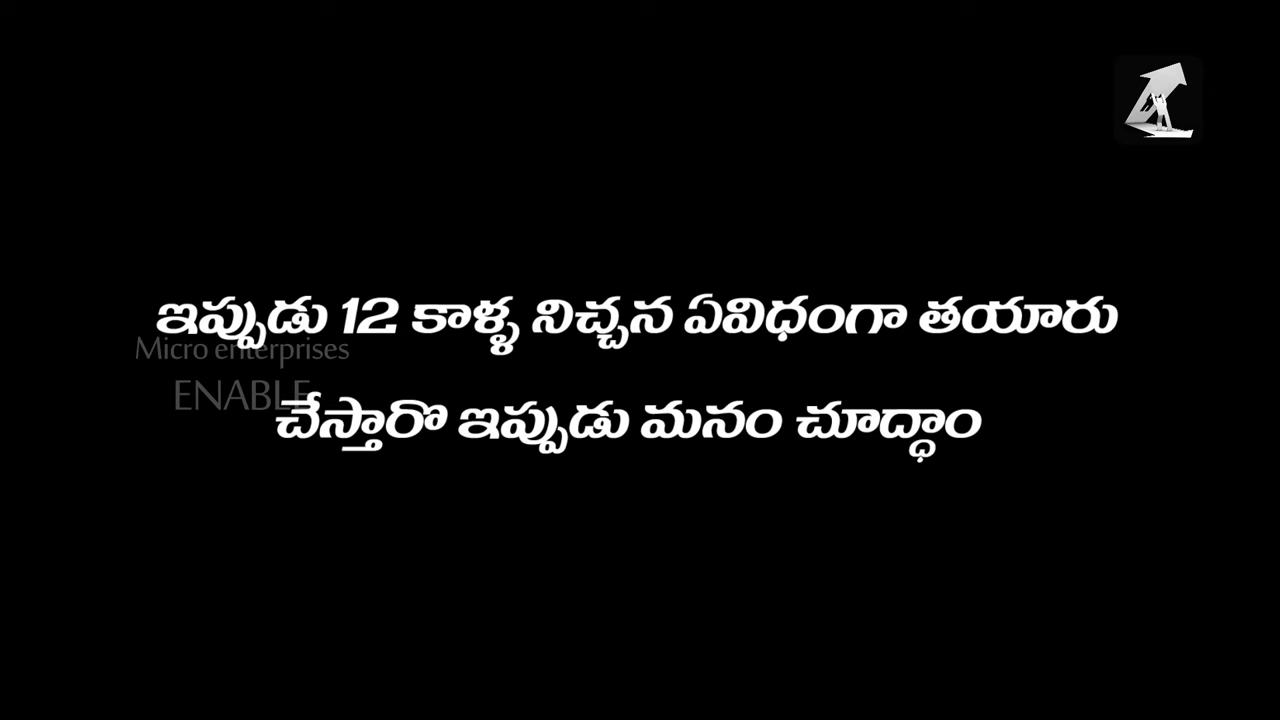 ఇప్పుడు 12 కాళ్ళ నిచ్చన ఏవిధంగా తయారు
Micro enterprises
ENABLE
చేస్తారొ ఇప్పుడు మనం చూద్ధాం